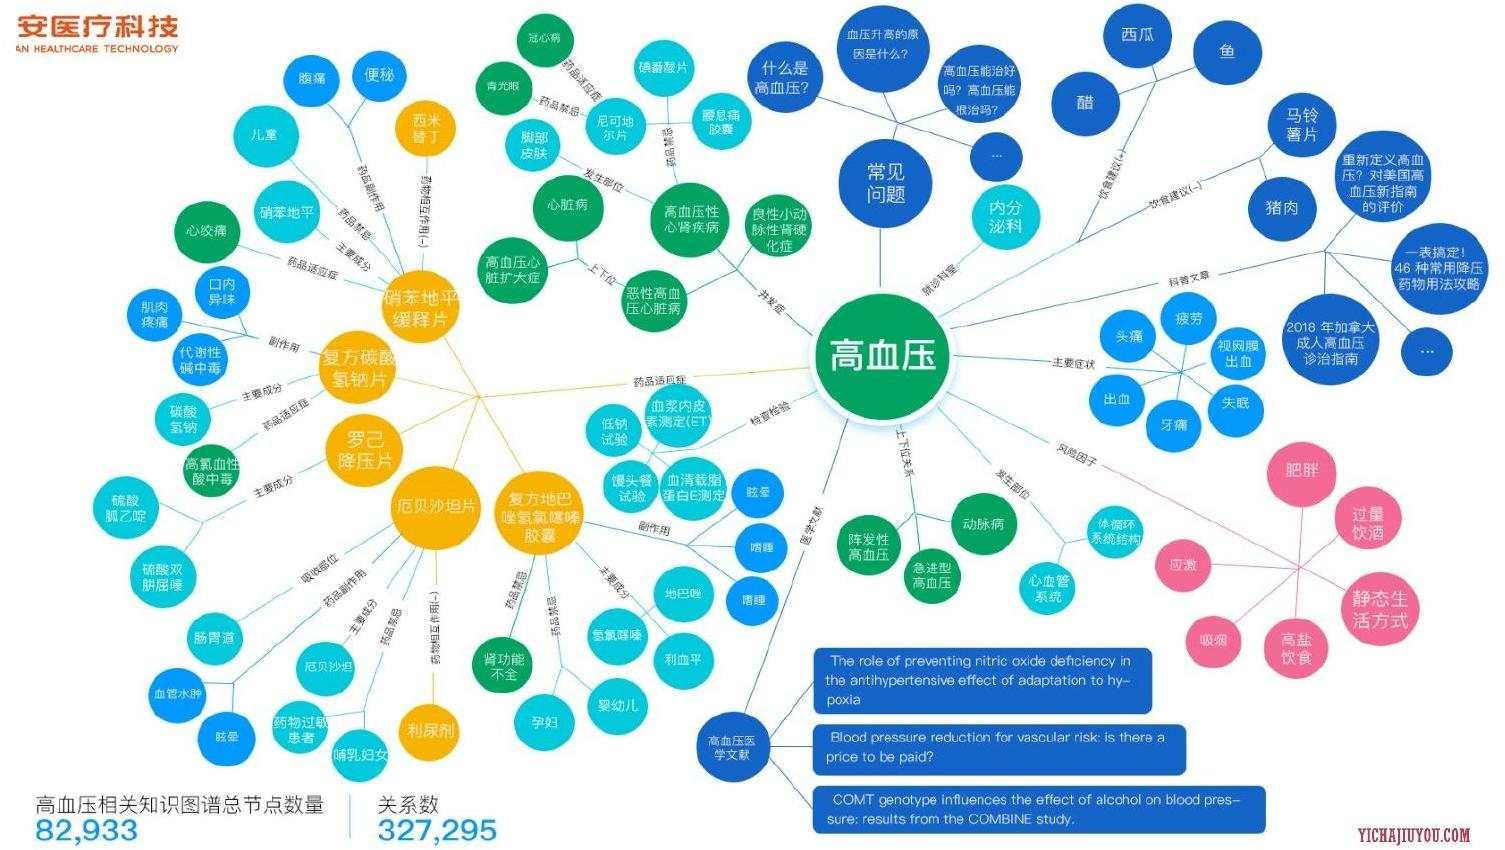 安医疗科技
AN HEALTHCARE TECHNOLOGY
冠心病
青光眼
药品适应症
药品禁忌
碘番酸片
尼可地
尔片
腰息痛
胶囊
药品禁忌
脚部
皮肤
发生部位
高血压性
心肾疾病
良性小动
脉性肾硬
化症
心脏病
高血压心
脏扩大症
上下位
恶性高血
压心脏病
并发症
什么是
高血压?
血压升高的原
因是什么?
高血压能治好
吗? 高血压能
根治吗?
...
常见
问题
内分
泌科
就诊科室
西瓜
鱼
醋
饮食建议(+)
马铃
薯片
猪肉
饮食建议(-)
重新定义高血
压? 对美国高
血压新指南
的评价
一表搞定!
46 种常用降压
药物用法攻略
2018 年加拿大
成人高血压
诊治指南
...
科普文章
高血压
头痛
疲劳
视网膜
出血
出血
牙痛
失眠
主要症状
腹痛
便秘
西米
替丁
儿童
硝苯地平
心绞痛
药品副作用
药物相互作用(-)
药品禁忌
主要成分
药品适应症
硝苯地平
缓释片
口内
异味
肌肉
疼痛
代谢性
碱中毒
副作用
复方碳酸
氢钠片
碳酸
氢钠
主要成分
药品适应症
高氯血性
酸中毒
罗己
降压片
主要成分
硫酸
胍乙啶
硫酸双
肼屈嗪
药品适应症
厄贝沙坦片
吸收部位
药品副作用
主要成分
药品禁忌
药物相互作用(-)
肠胃道
血管水肿
眩晕
厄贝沙坦
药物过敏
患者
哺乳妇女
利尿剂
复方地巴
唑氢氯噻嗪
胶囊
副作用
眩晕
嗜睡
嗜睡
药品禁忌
药品禁忌
主要成分
肾功能
不全
孕妇
婴幼儿
地巴唑
氢氯噻嗪
利血平
低钠
试验
血浆内皮
素测定(ET)
馒头餐
试验
血清载脂
蛋白E测定
检查检验
上下位关系
阵发性
高血压
急进型
高血压
动脉病
发生部位
体循环
系统结构
心血管
系统
风险因子
肥胖
过量
饮酒
应激
静态生
活方式
吸烟
高盐
饮食
医学文献
高血压医
学文献
The role of preventing nitric oxide deficiency in
the antihypertensive effect of adaptation to hy-
poxia
Blood pressure reduction for vascular risk: is there a
price to be paid?
COMT genotype influences the effect of alcohol on blood pres-
sure: results from the COMBINE study.
高血压相关知识图谱总节点数量
82,933
关系数
327,295
YICHAJIUYOU.COM